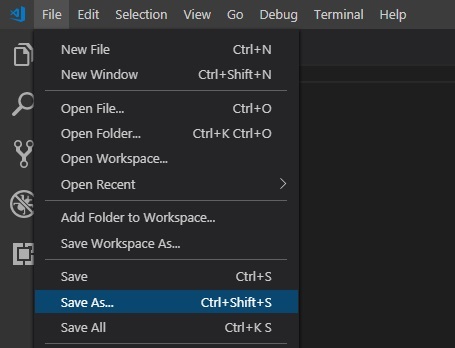 File Edit Selection View Go Debug Terminal Help
New File Ctrl+N
New Window Ctrl+Shift+N
Open File... Ctrl+O
Open Folder... Ctrl+K Ctrl+O
Open Workspace...
Open Recent
Add Folder to Workspace...
Save Workspace As...
Save Ctrl+S
Save As... Ctrl+Shift+S
Save All Ctrl+K S